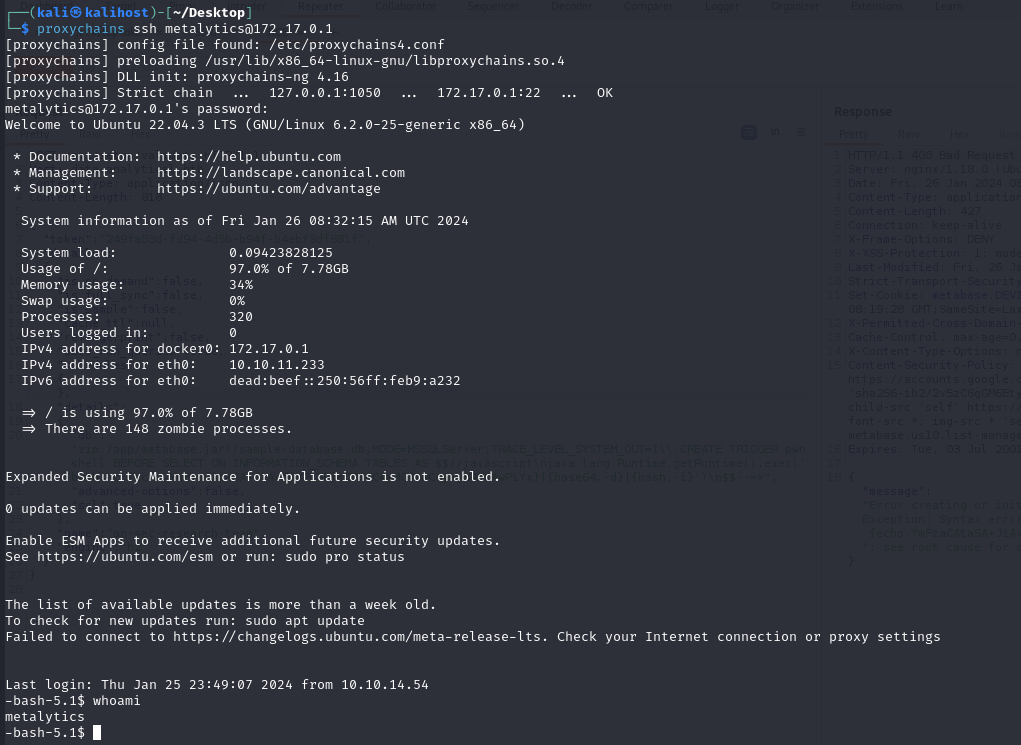 ┌──(kali㉿kalihost)-[~/Desktop]
└─$ proxychains ssh metalytics@172.17.0.1
[proxychains] config file found: /etc/proxychains4.conf
[proxychains] preloading /usr/lib/x86_64-linux-gnu/libproxychains.so.4
[proxychains] DLL init: proxychains-ng 4.16
[proxychains] Strict chain  ...  127.0.0.1:1050  ...  172.17.0.1:22  ...  OK
metalytics@172.17.0.1's password:
Welcome to Ubuntu 22.04.3 LTS (GNU/Linux 6.2.0-25-generic x86_64)
* Documentation:  https://help.ubuntu.com
* Management:     https://landscape.canonical.com
* Support:        https://ubuntu.com/advantage
System information as of Fri Jan 26 08:32:15 AM UTC 2024
System load:              0.09423828125
Usage of /:               97.0% of 7.78GB
Memory usage:             34%
Swap usage:               0%
Processes:                320
Users logged in:          0
IPv4 address for docker0: 172.17.0.1
IPv4 address for eth0:    10.10.11.233
IPv6 address for eth0:    dead:beef::250:56ff:feb9:a232
=> / is using 97.0% of 7.78GB
=> There are 148 zombie processes.
Expanded Security Maintenance for Applications is not enabled.
0 updates can be applied immediately.
Enable ESM Apps to receive additional future security updates.
See https://ubuntu.com/esm or run: sudo pro status
The list of available updates is more than a week old.
To check for new updates run: sudo apt update
Failed to connect to https://changelogs.ubuntu.com/meta-release-lts. Check your Internet connection or proxy settings
Last login: Thu Jan 25 23:49:07 2024 from 10.10.14.54
-bash-5.1$ whoami
metalytics
-bash-5.1$